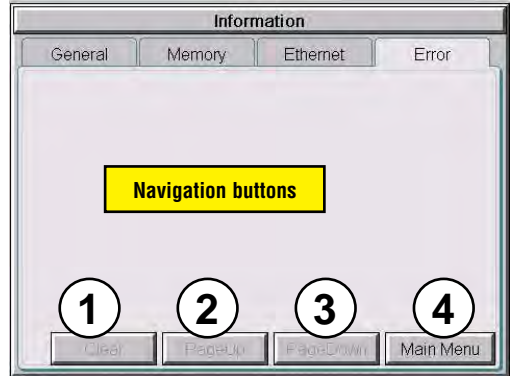 Information
General Memory Ethernet Error
Navigation buttons
1 2 3 4
Clear PageUp PageDown Main Menu